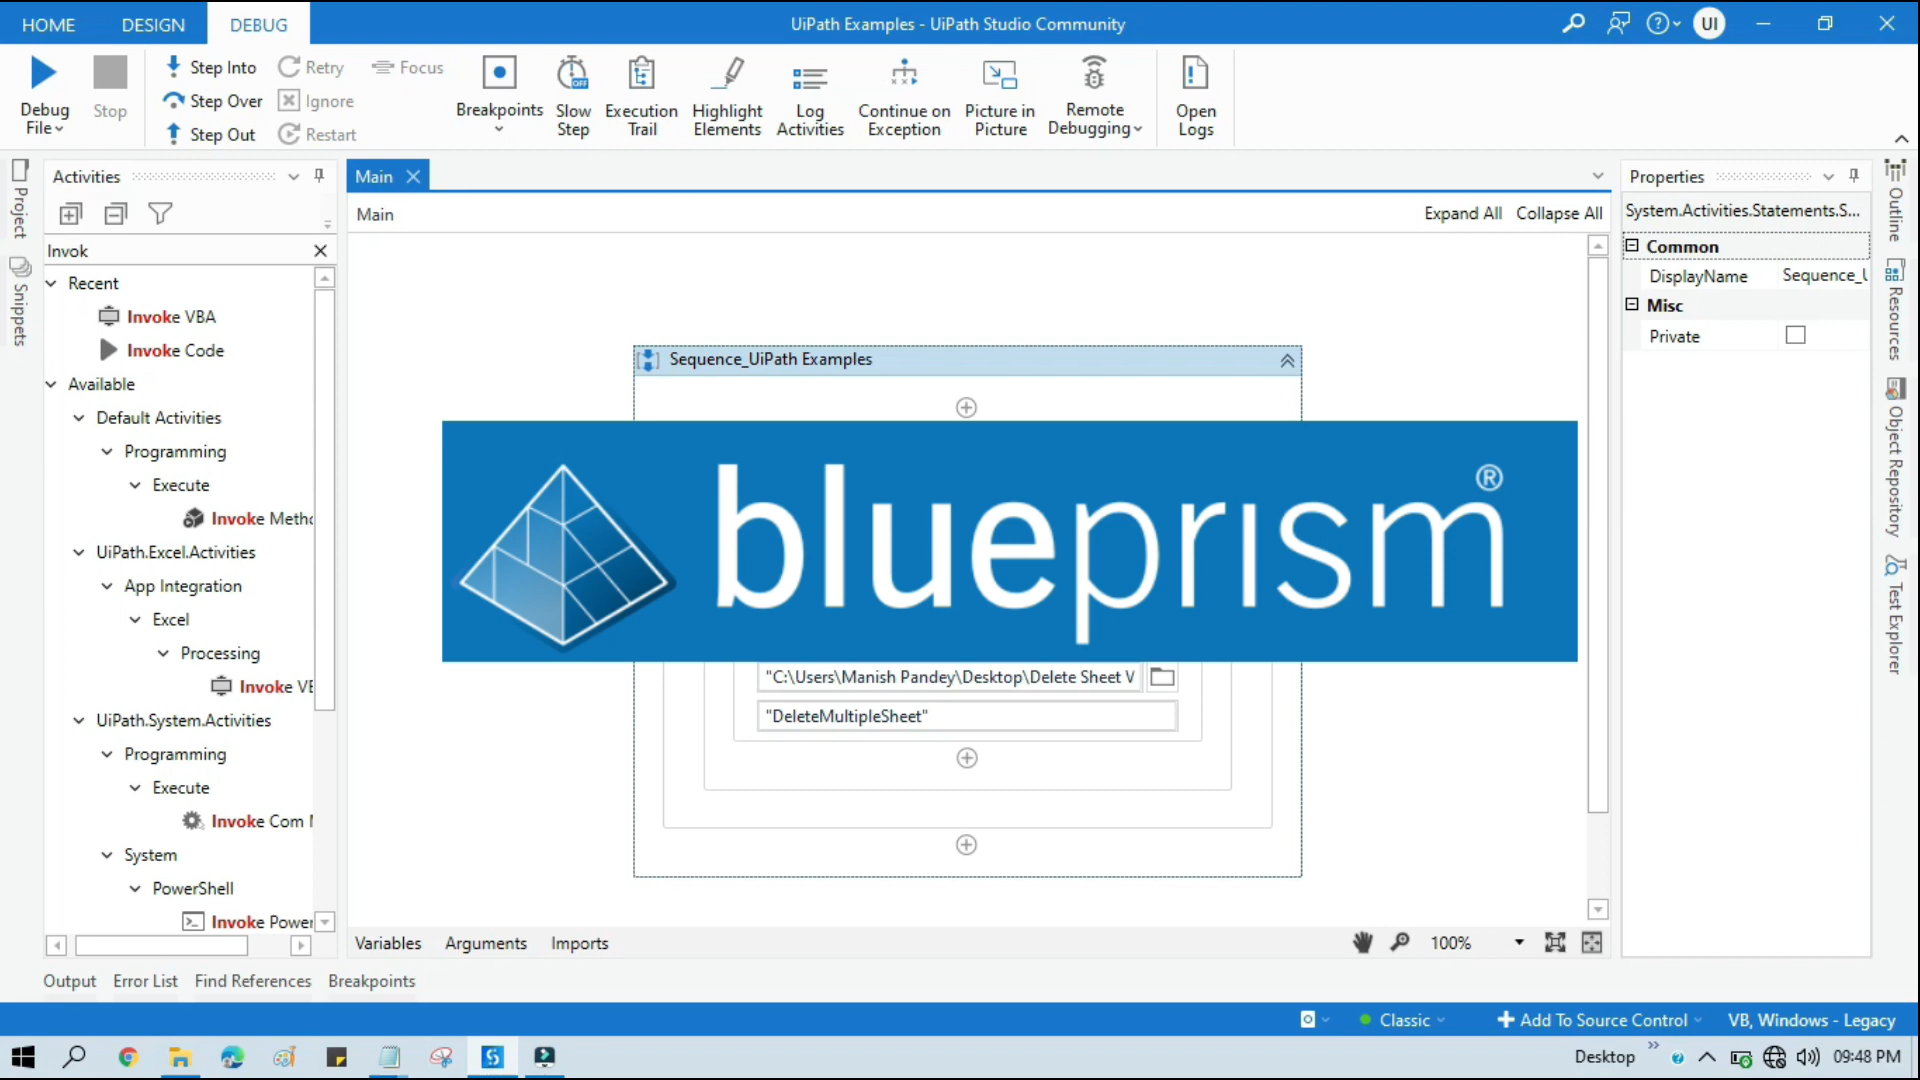 HOME DESIGN DEBUG UiPath Examples - UiPath Studio Community UI
Debug File Stop
Step Into Retry Focus
Step Over Ignore
Step Out Restart
Breakpoints
Slow Step
Execution Trail
Highlight Elements
Log Activities
Continue on Exception
Picture in Picture
Remote Debugging
Open Logs
Project
Snippets
Activities
Invok
Recent
Invoke VBA
Invoke Code
Available
Default Activities
Programming
Execute
Invoke Metho
UiPath.Excel.Activities
App Integration
Excel
Processing
Invoke VB
UiPath.System.Activities
Programming
Execute
Invoke Com
System
PowerShell
Invoke Power
Main
Main Expand All Collapse All
Sequence_UiPath Examples
blueprism®
"C:\Users\Manish Pandey\Desktop\Delete Sheet V
"DeleteMultipleSheet"
Variables Arguments Imports 100%
Properties
System.Activities.Statements.S...
Common
DisplayName Sequence_U
Misc
Private
Outline
Resources
Object Repository
Test Explorer
Output Error List Find References Breakpoints
Classic Add To Source Control VB, Windows - Legacy
Desktop 09:48 PM